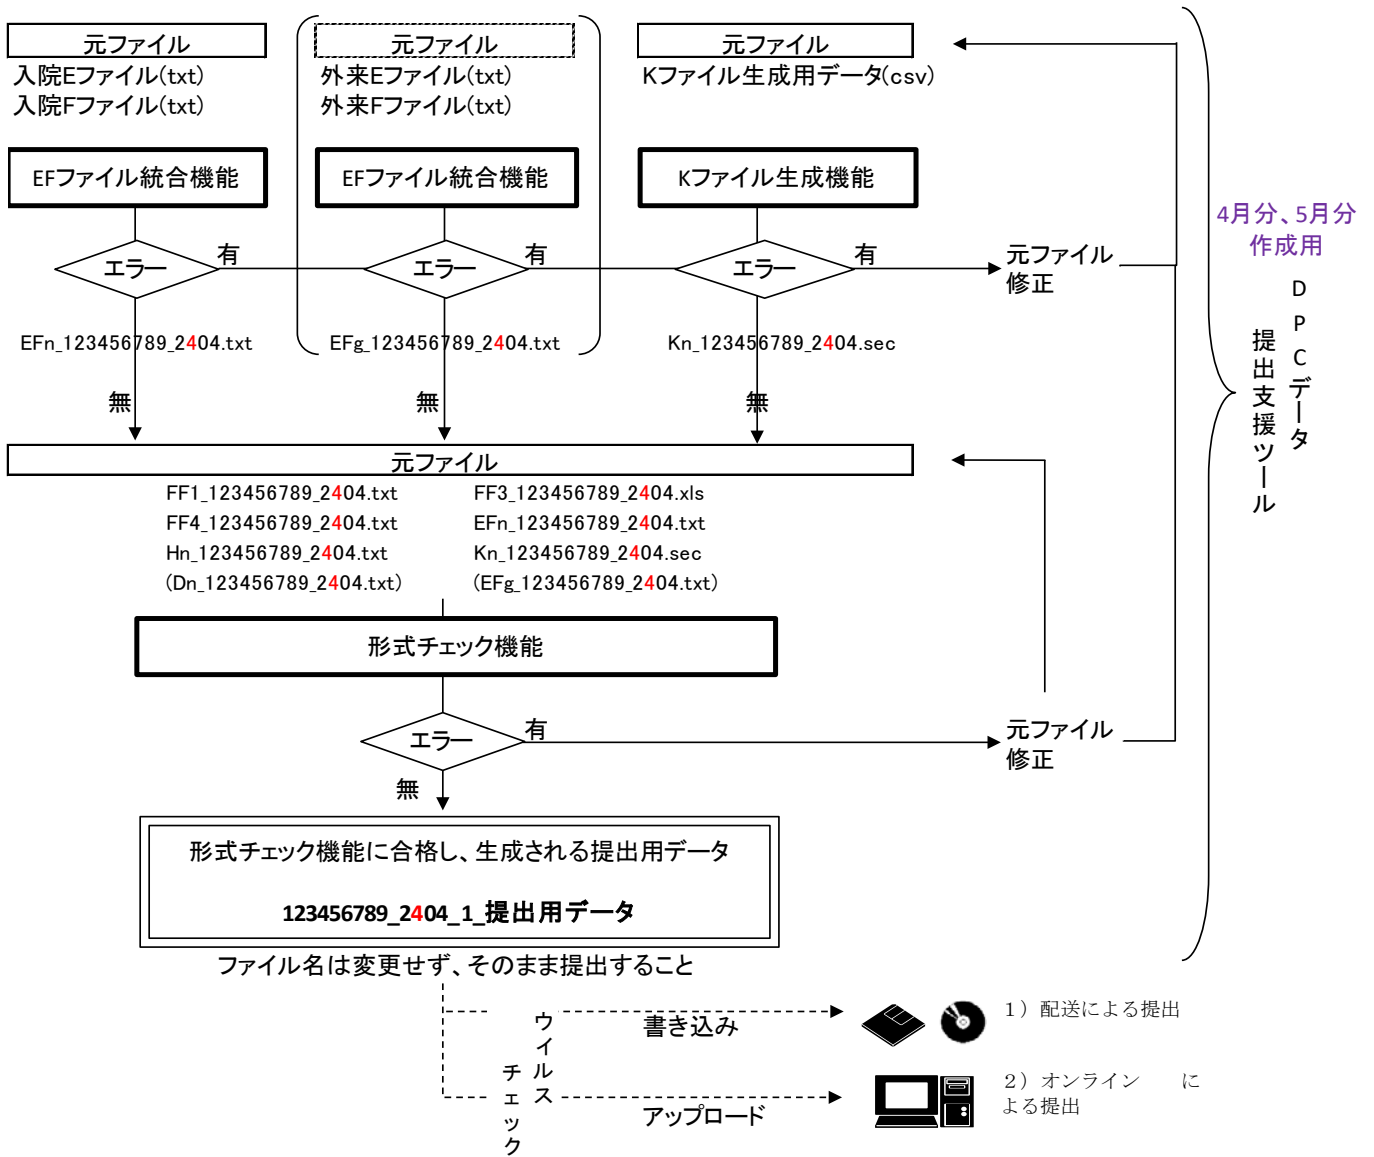 元ファイル
入院Eファイル(txt)
入院Fファイル(txt)
元ファイル
外来Eファイル(txt)
外来Fファイル(txt)
元ファイル
Kファイル生成用データ(csv)
EFファイル統合機能
EFファイル統合機能
Kファイル生成機能
エラー
有
エラー
有
エラー
有
元ファイル
修正
EFn_123456789_2404.txt
EFg_123456789_2404.txt
Kn_123456789_2404.sec
無
無
無
4月分、5月分
作成用
DPCデータ
提出支援ツール
元ファイル
FF1_123456789_2404.txt
FF3_123456789_2404.xls
FF4_123456789_2404.txt
EFn_123456789_2404.txt
Hn_123456789_2404.txt
Kn_123456789_2404.sec
(Dn_123456789_2404.txt)
(EFg_123456789_2404.txt)
形式チェック機能
エラー
有
元ファイル
修正
無
形式チェック機能に合格し、生成される提出用データ
123456789_2404_1_提出用データ
ファイル名は変更せず、そのまま提出すること
ウイルス
チェック
書き込み
1）配送による提出
アップロード
2）オンライン　　に
よる提出